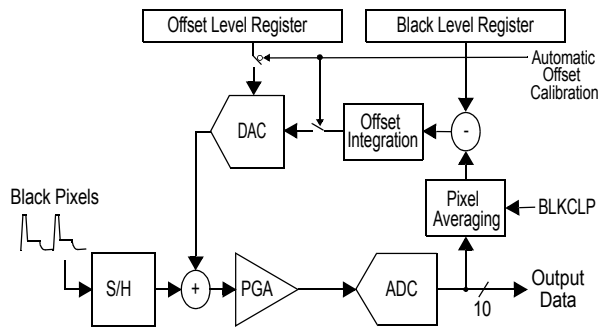 Offset Level Register
Black Level Register
Automatic
Offset
Calibration
DAC
Offset
Integration
-
Black Pixels
Pixel
Averaging
BLKCLP
S/H
+
PGA
ADC
10
Output
Data